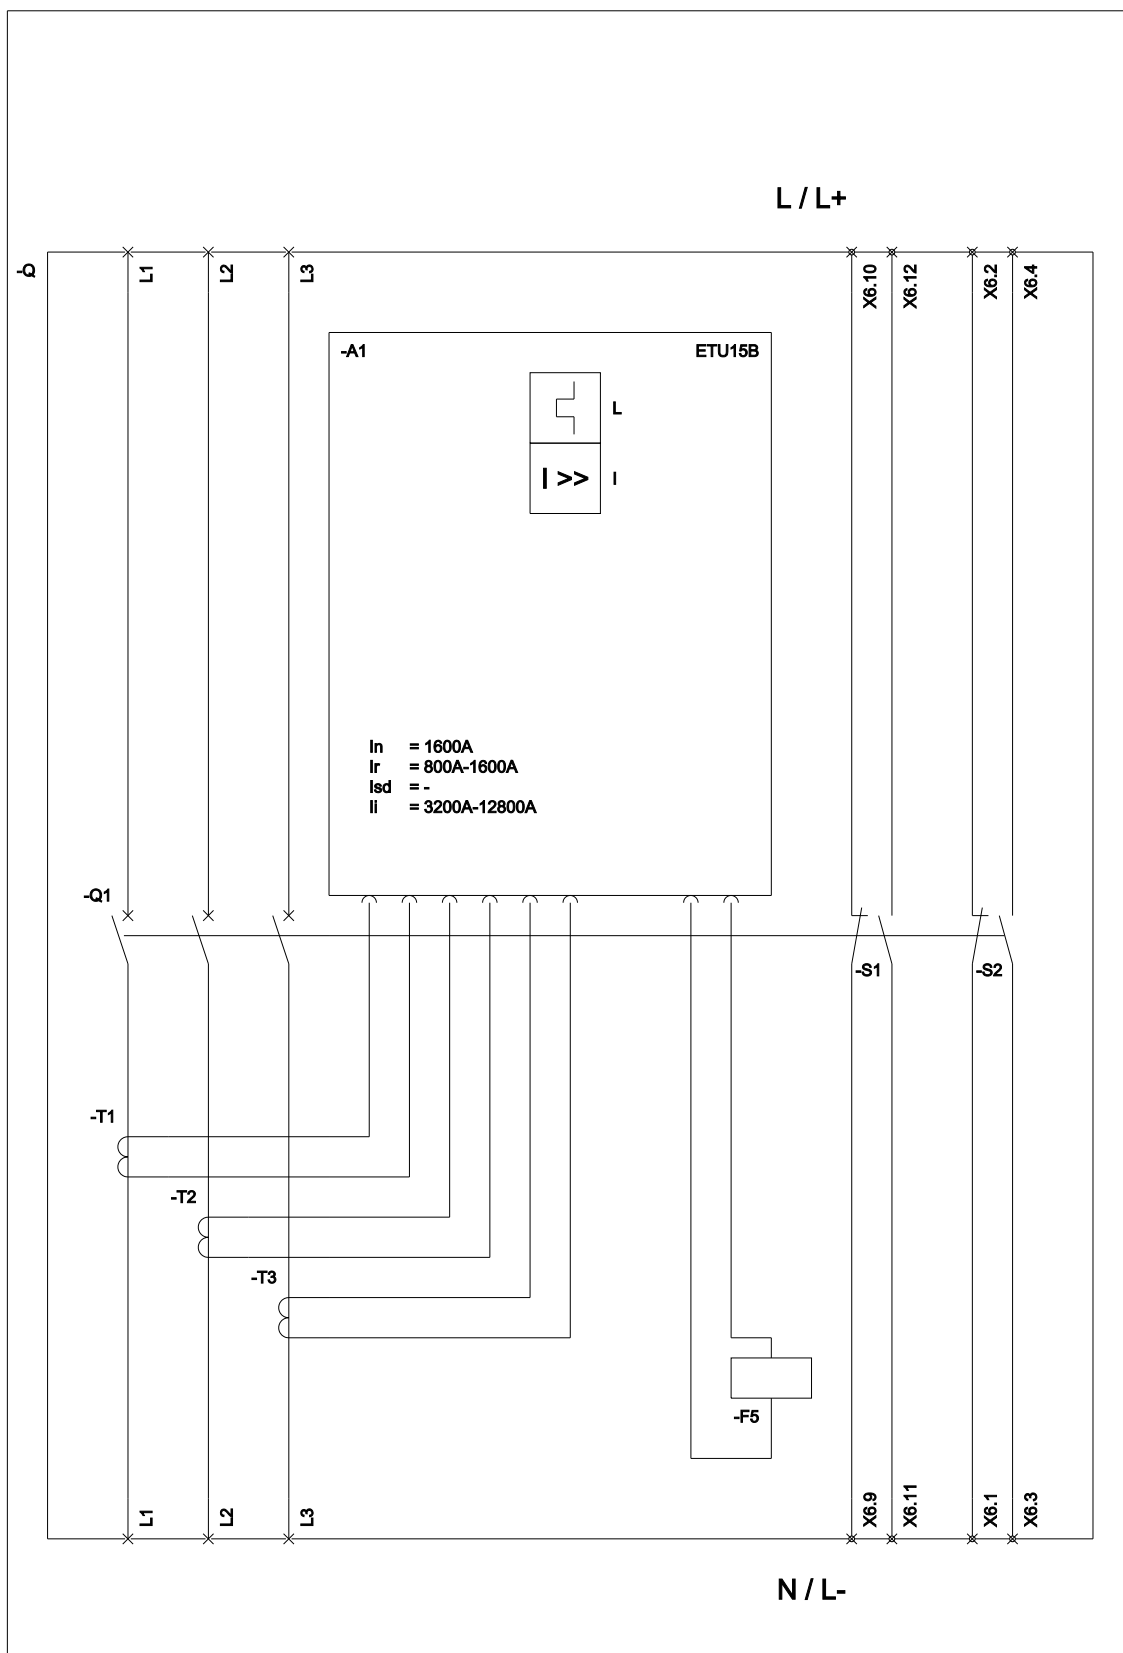 L / L+
-Q
L1
L2
L3
X6.10
X6.12
X6.2
X6.4
-A1
ETU15B
L
I >>
I
In = 1600A
Ir = 800A-1600A
Isd = -
Ii = 3200A-12800A
-Q1
-S1
-S2
-T1
-T2
-T3
-F5
L1
L2
L3
X6.9
X6.11
X6.1
X6.3
N / L-